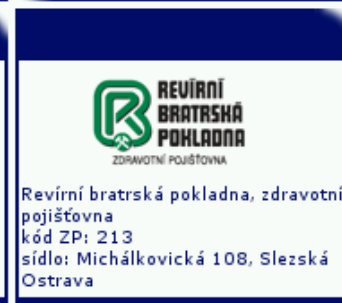 REVÍRNÍ
BRATRSKÁ
POKLADNA
ZDRAVOTNÍ POJIŠŤOVNA
Revírní bratrská pokladna, zdravotní
pojišťovna
kód ZP: 213
sídlo: Michálkovická 108, Slezská
Ostrava